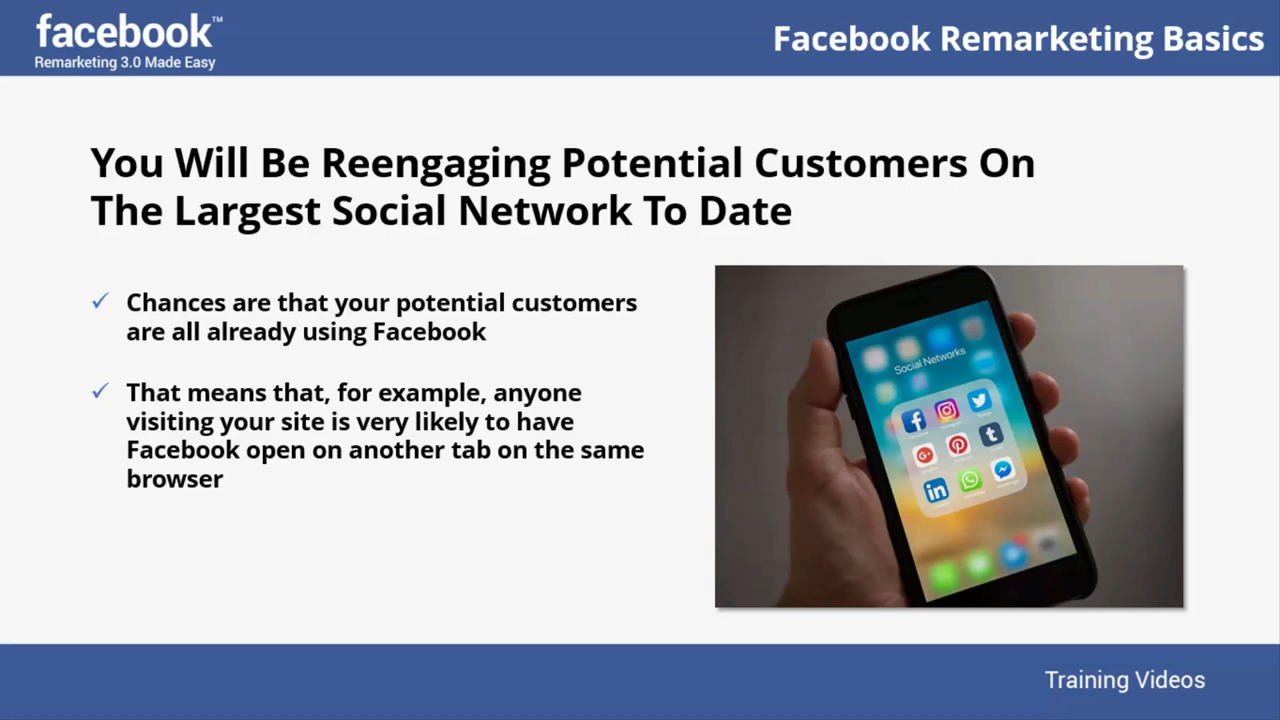 facebook™
Remarketing 3.0 Made Easy
Facebook Remarketing Basics
You Will Be Reengaging Potential Customers On
The Largest Social Network To Date
✓ Chances are that your potential customers
are all already using Facebook
✓ That means that, for example, anyone
visiting your site is very likely to have
Facebook open on another tab on the same
browser
Social Networks
Training Videos